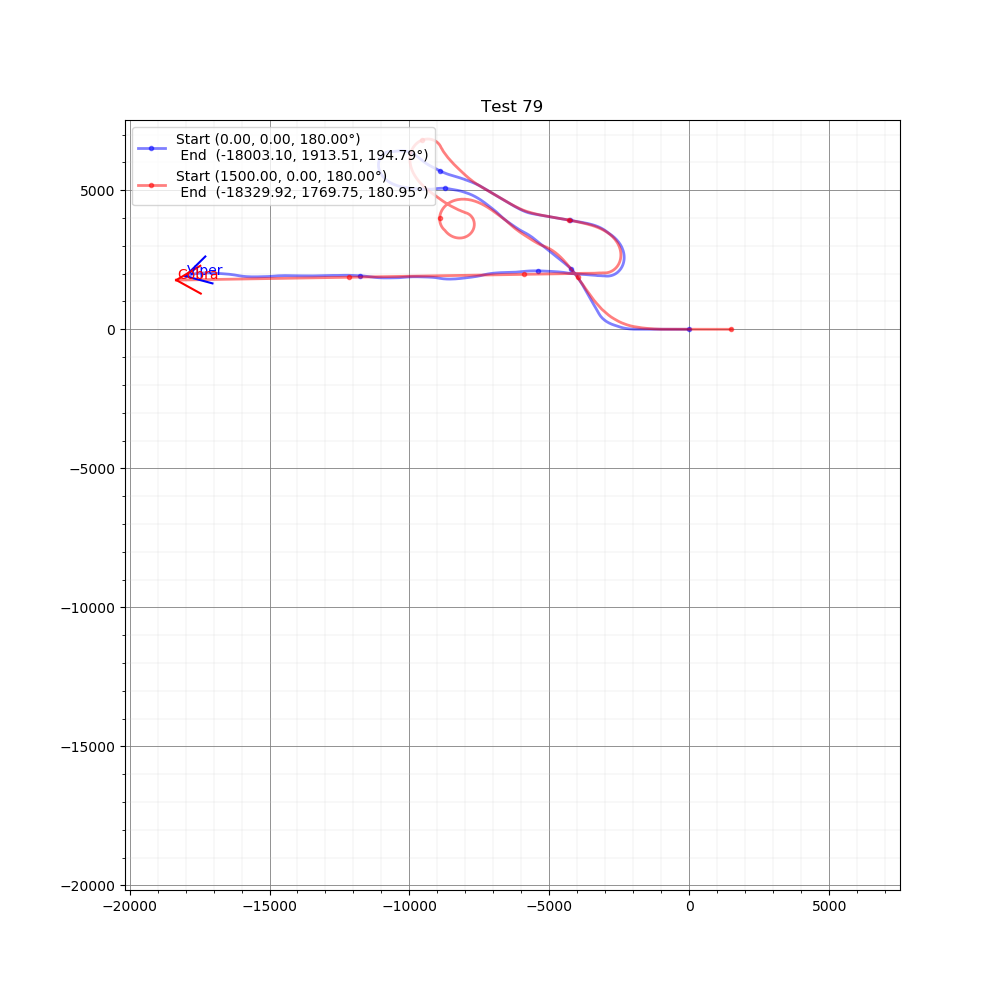 Test 79
Start (0.00, 0.00, 180.00°)
End  (-18003.10, 1913.51, 194.79°)
Start (1500.00, 0.00, 180.00°)
End  (-18329.92, 1769.75, 180.95°)
5000
0
−5000
−10000
−15000
−20000
−20000
−15000
−10000
−5000
0
5000